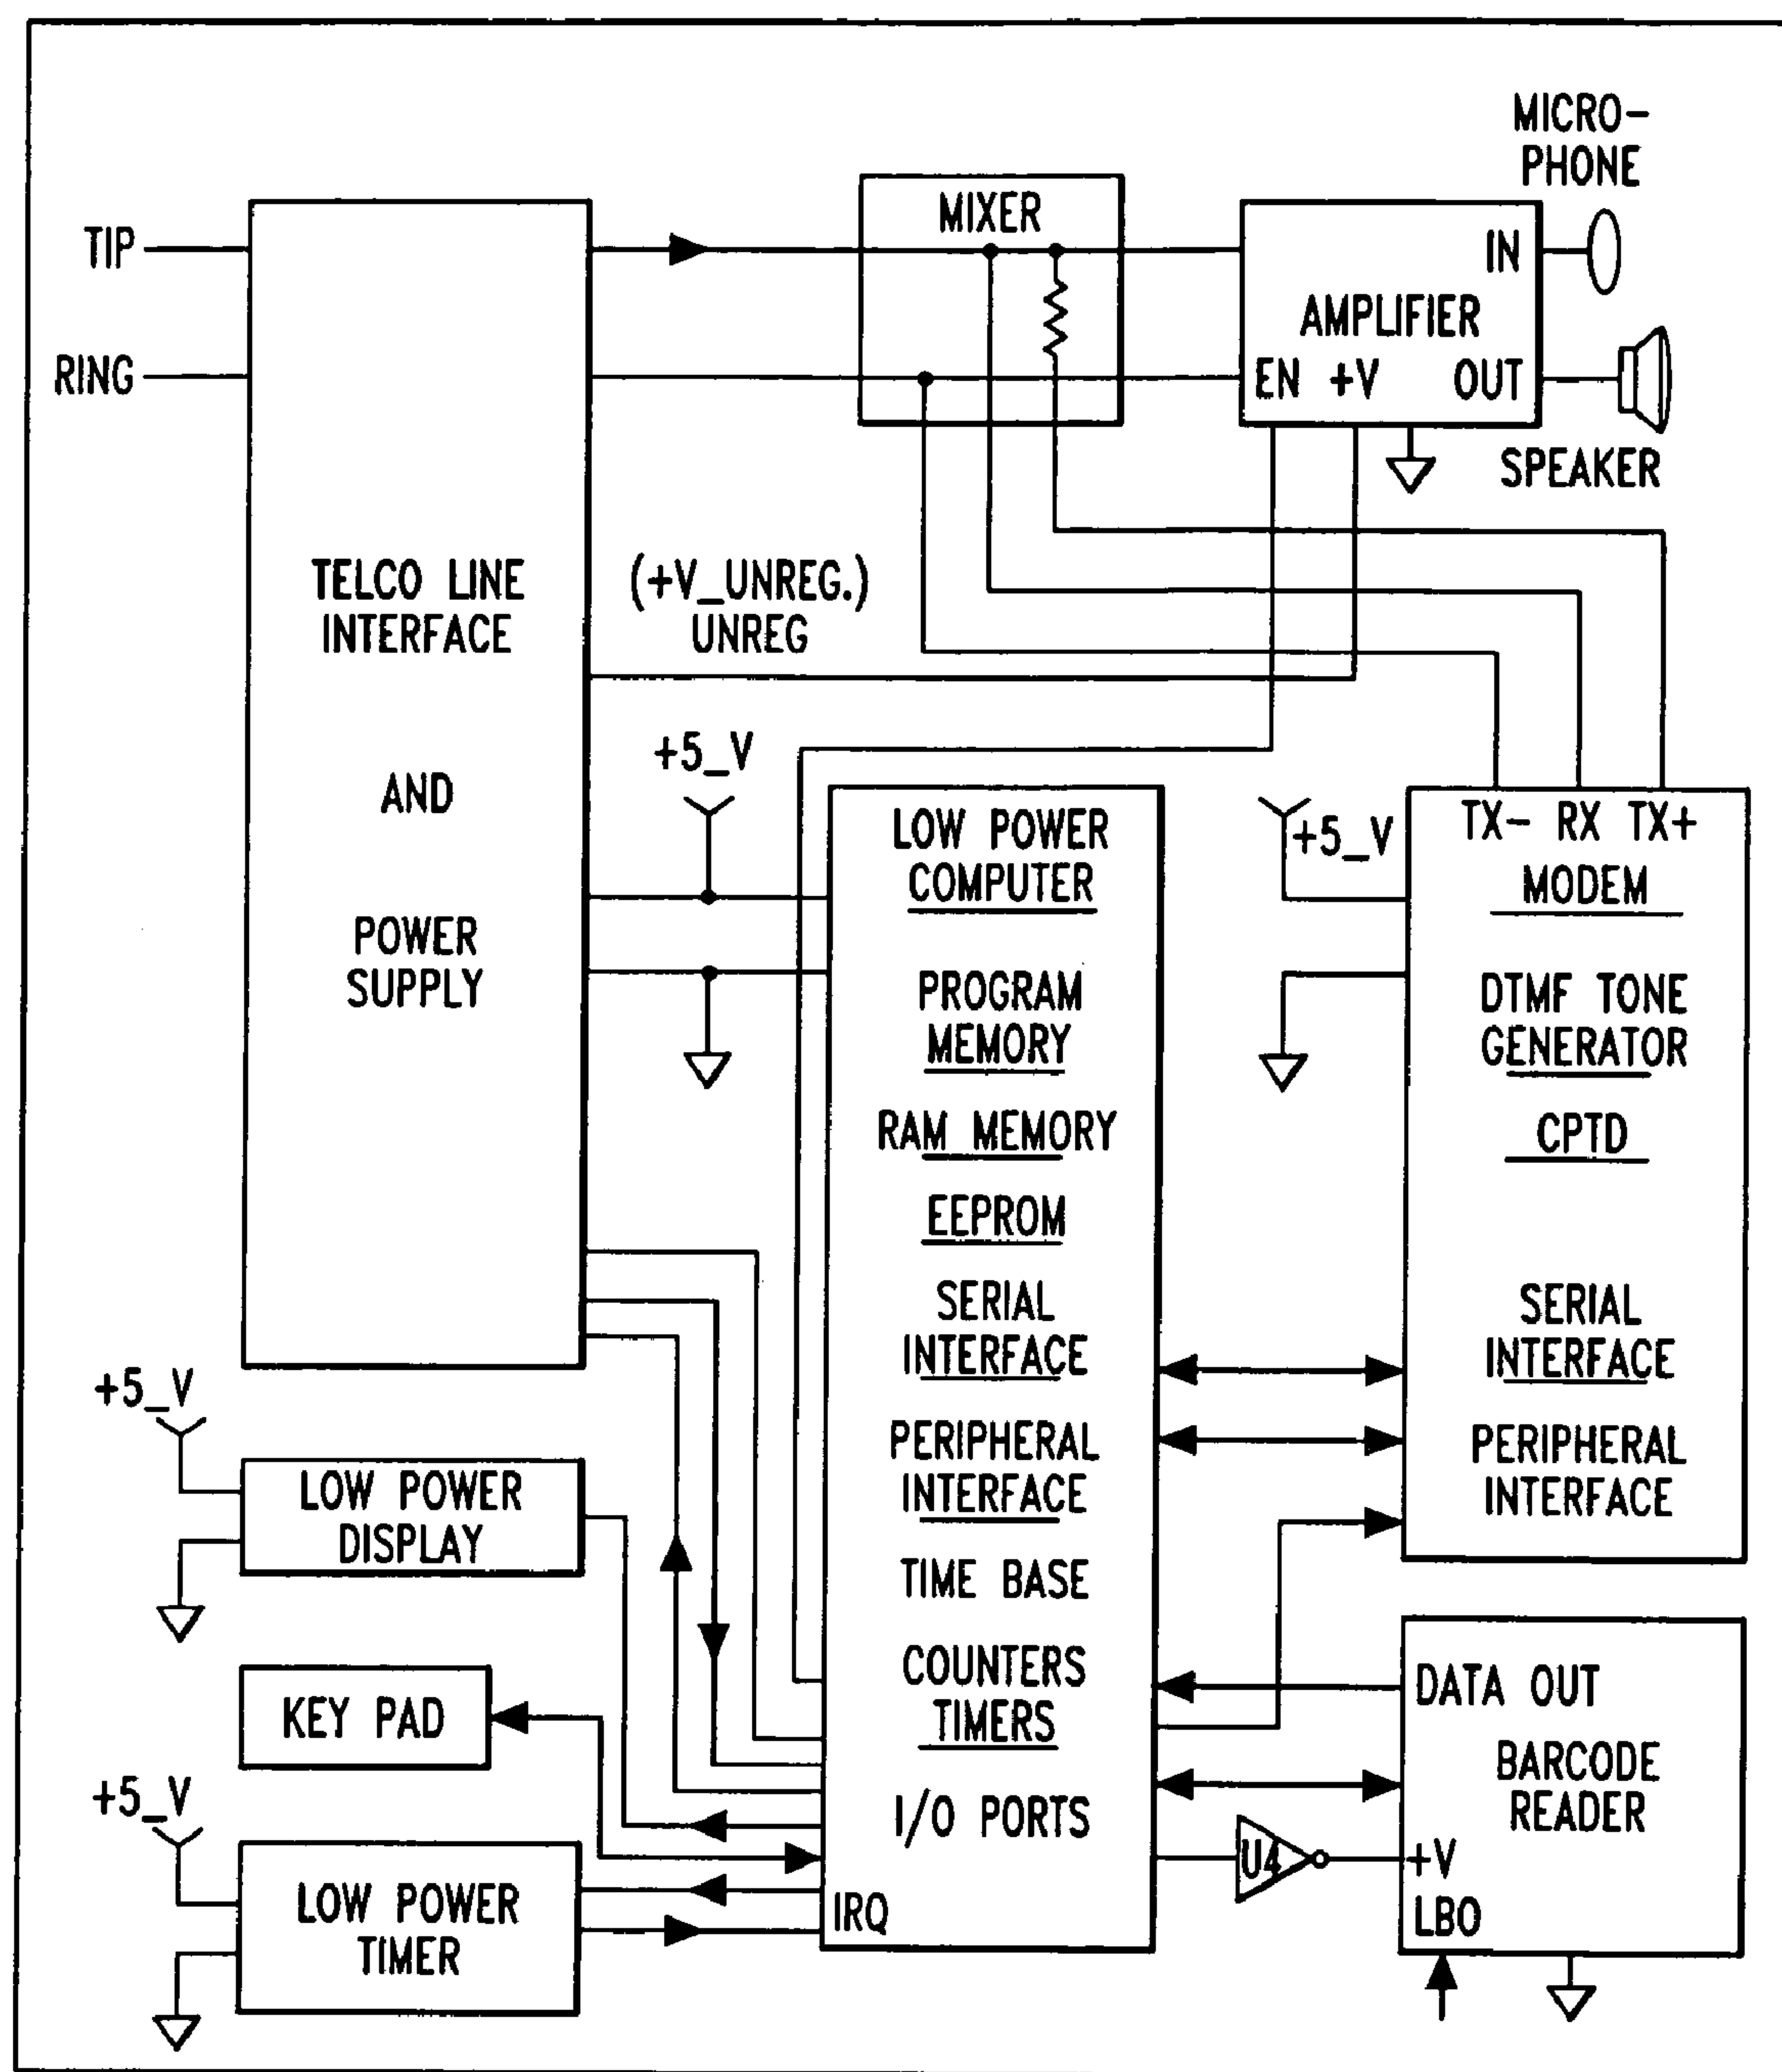 MICRO-
PHONE
MIXER
TIP
IN
AMPLIFIER
RING
EN +V OUT
SPEAKER
TELCO LINE
INTERFACE
AND
POWER
SUPPLY
(+V_UNREG.)
UNREG
+5_V
LOW POWER
COMPUTER
PROGRAM
MEMORY
RAM MEMORY
EEPROM
SERIAL
INTERFACE
PERIPHERAL
INTERFACE
TIME BASE
COUNTERS
TIMERS
I/O PORTS
IRQ
+5_V
TX- RX TX+
MODEM
DTMF TONE
GENERATOR
CPTD
SERIAL
INTERFACE
PERIPHERAL
INTERFACE
+5_V
LOW POWER
DISPLAY
KEY PAD
+5_V
LOW POWER
TIMER
DATA OUT
BARCODE
READER
U4
+V
LBO